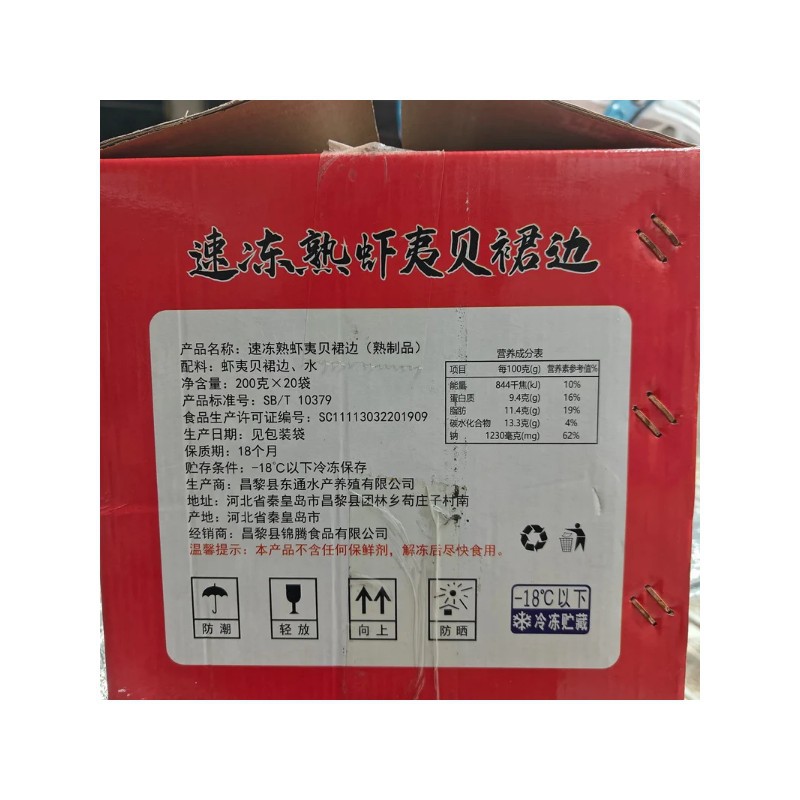 速冻熟虾夷贝裙边
产品名称：速冻熟虾夷贝裙边（熟制品）
配料：虾夷贝裙边、水
净含量：200克×20袋
产品标准号：SB/T 10379
食品生产许可证编号：SC11113032201909
生产日期：见包装袋
保质期：18个月
贮存条件：-18℃以下冷冻保存
生产商：昌黎县东通水产养殖有限公司
地址：河北省秦皇岛市昌黎县团林乡苟庄子村南
产地：河北省秦皇岛市
经销商：昌黎县锦腾食品有限公司
温馨提示：本产品不含任何保鲜剂，解冻后尽快食用。
营养成分表
项目 每100克(g) 营养素参考值%
能量 844千焦(kJ) 10%
蛋白质 9.4克(g) 16%
脂肪 11.4克(g) 19%
碳水化合物 13.3克(g) 4%
钠 1230毫克(mg) 62%
防潮 轻放 向上 防晒
-18℃以下
冷冻贮藏